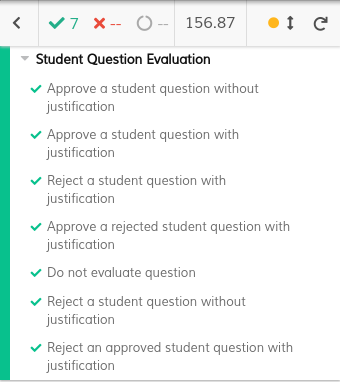 7 -- -- 156.87
Student Question Evaluation
Approve a student question without
justification
Approve a student question with
justification
Reject a student question with
justification
Approve a rejected student question with
justification
Do not evaluate question
Reject a student question without
justification
Reject an approved student question with
justification